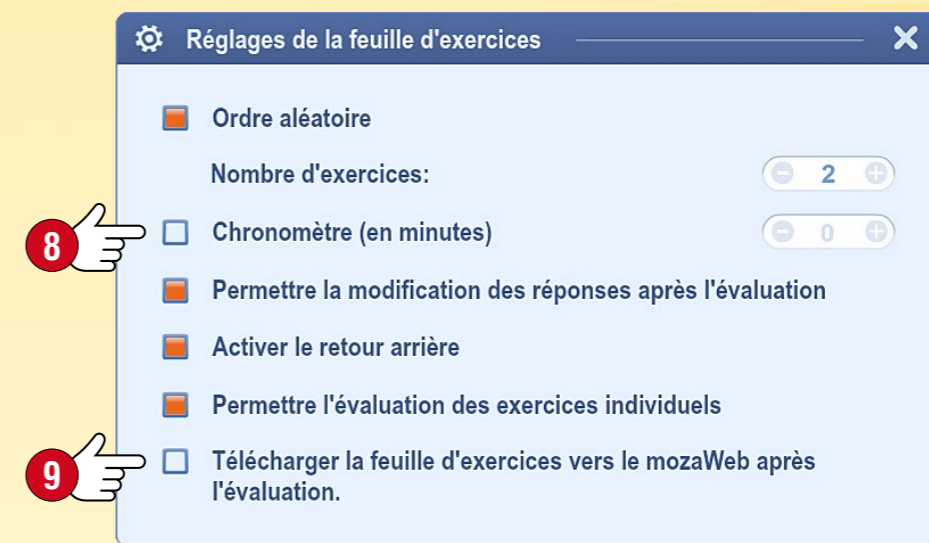 Réglages de la feuille d'exercices
Ordre aléatoire
Nombre d'exercices: 2
8 Chronomètre (en minutes) 0
Permettre la modification des réponses après l'évaluation
Activer le retour arrière
Permettre l'évaluation des exercices individuels
9 Télécharger la feuille d'exercices vers le mozaWeb après
l'évaluation.